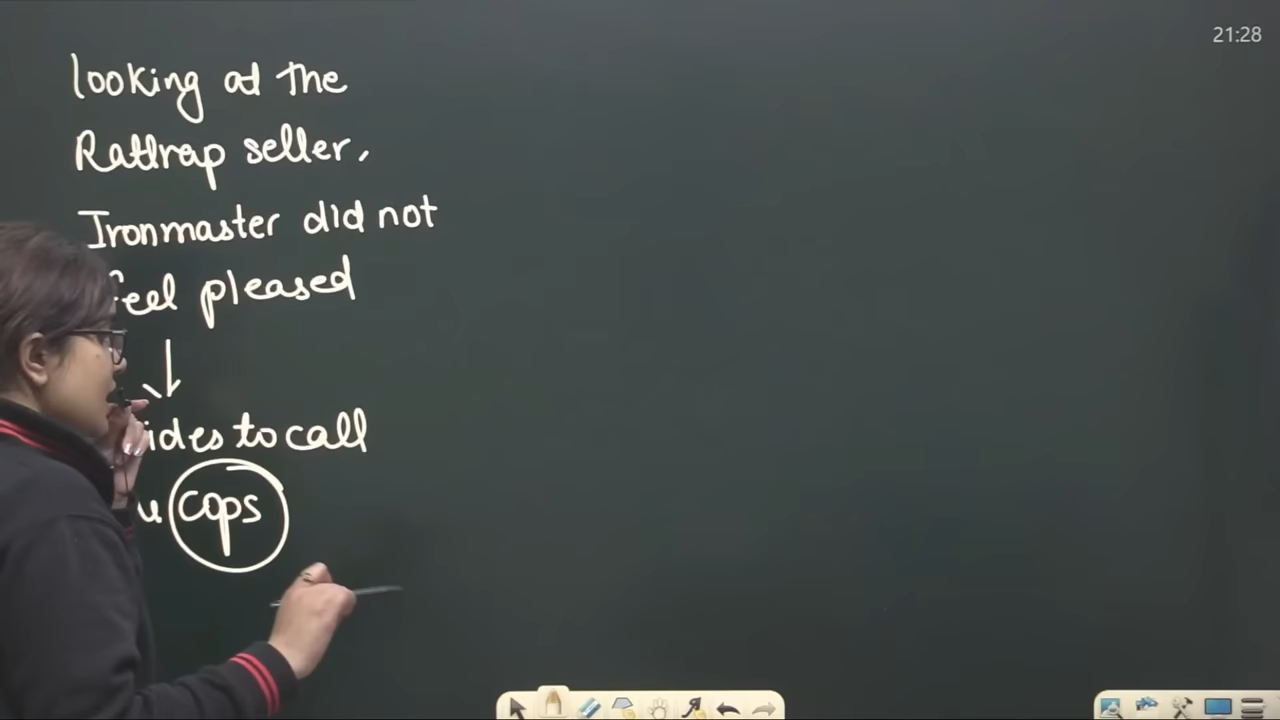 21:28
looking at the
Rattrap seller,
Ironmaster did not
feel pleased
to call
cops